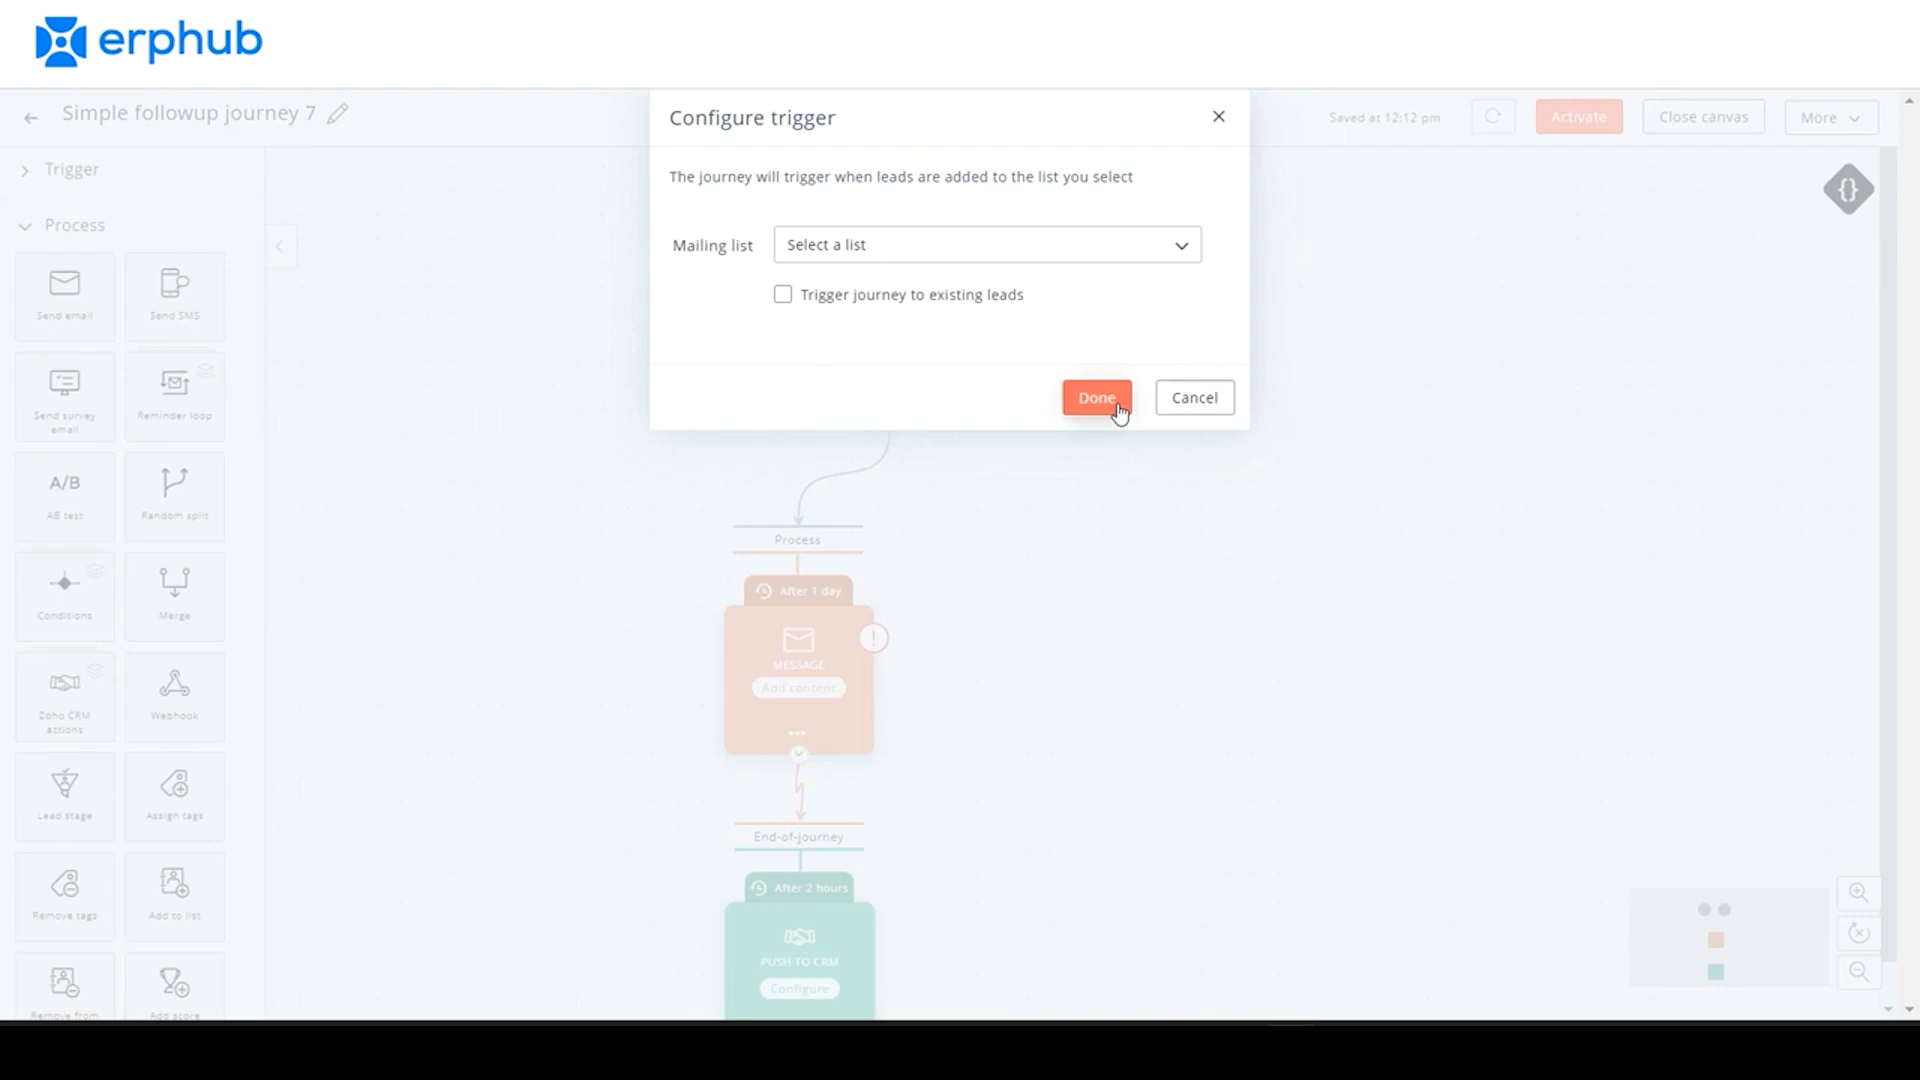 erphub
Simple followup journey 7
Configure trigger
Saved at 12:12 pm
Activate
Close canvas
More
Trigger
The journey will trigger when leads are added to the list you select
Process
Mailing list
Select a list
Trigger journey to existing leads
Done
Cancel
Send email
Send SMS
Send survey
email
Reminder loop
A/B
AB test
Random split
Conditions
Merge
Zoho CRM
actions
Webhook
Lead stage
Assign tags
Remove tags
Add to list
Remove from
Add score
Process
After 1 day
MESSAGE
Add content
End-of-journey
After 2 hours
PUSH TO CRM
Configure